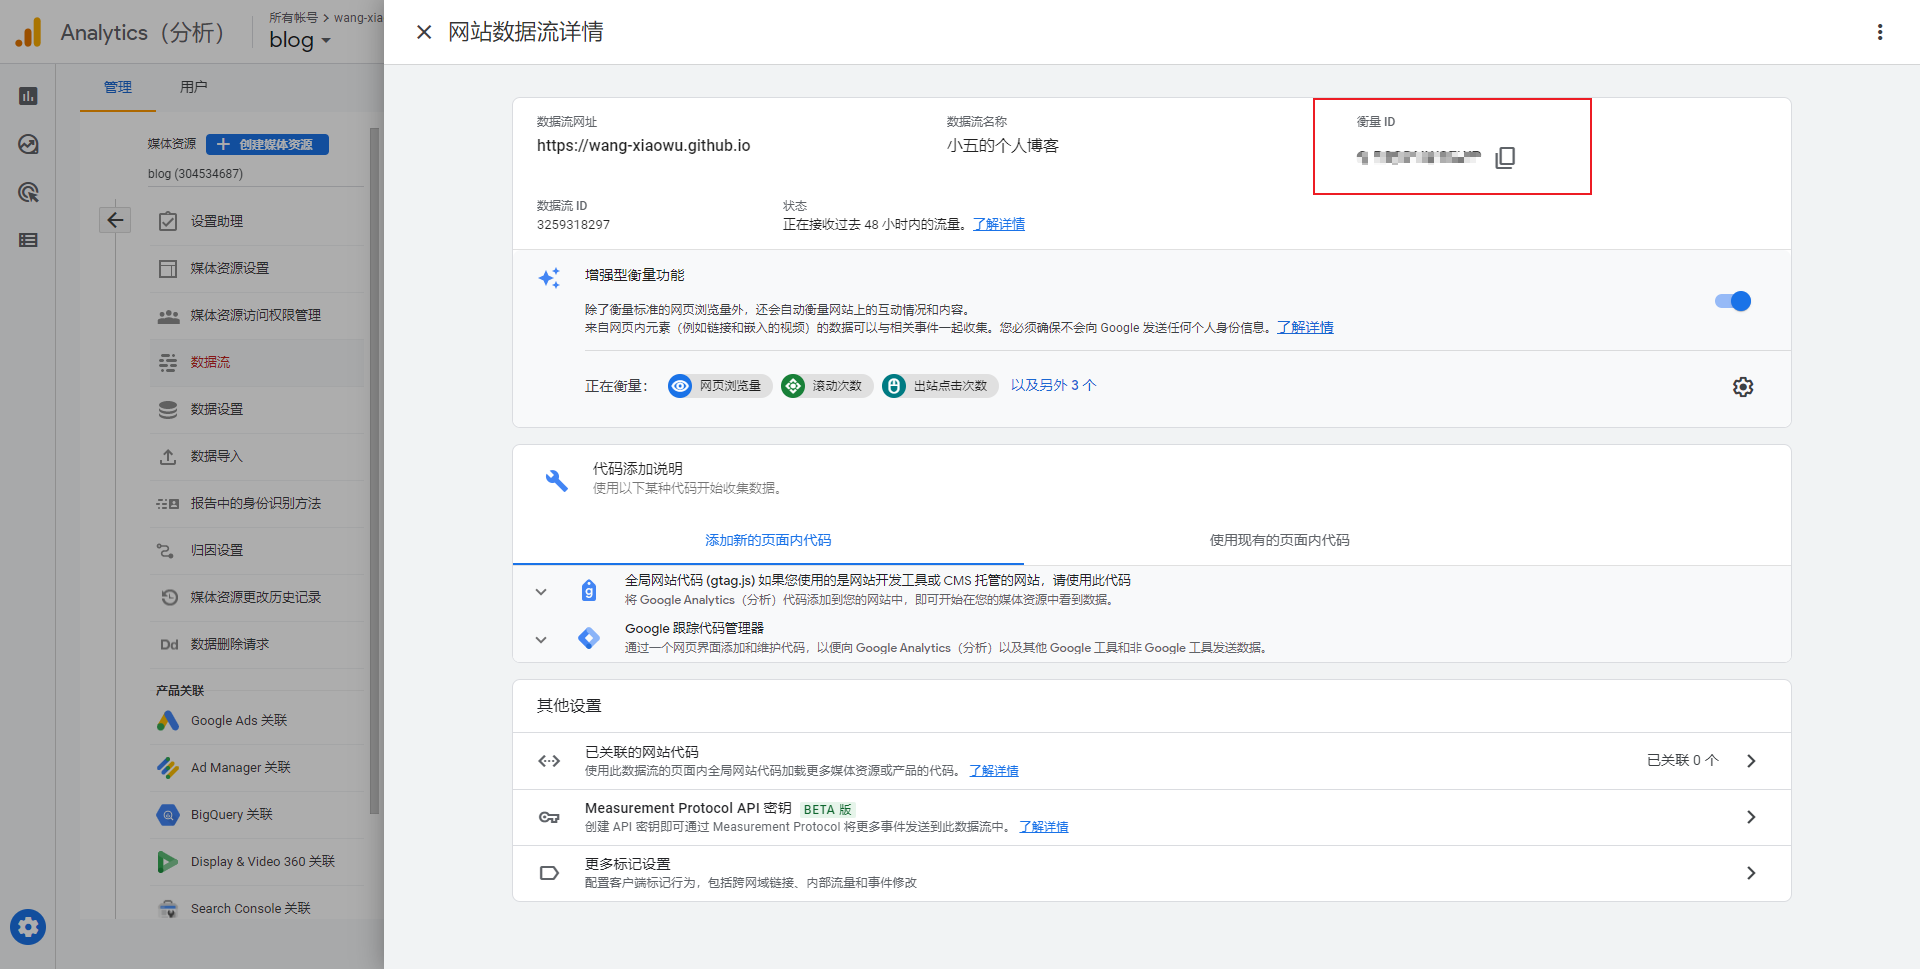 Analytics（分析）
所有帐号 > wang-xia
blog
管理
用户
媒体资源
创建媒体资源
blog (304534687)
设置助理
媒体资源设置
媒体资源访问权限管理
数据流
数据设置
数据导入
报告中的身份识别方法
归因设置
媒体资源更改历史记录
Dd 数据删除请求
产品关联
Google Ads 关联
Ad Manager 关联
BigQuery 关联
Display & Video 360 关联
Search Console 关联
网站数据流详情
数据流网址
https://wang-xiaowu.github.io
数据流名称
小五的个人博客
衡量 ID
数据流 ID
3259318297
状态
正在接收过去 48 小时内的流量。了解详情
增强型衡量功能
除了衡量标准的网页浏览量外，还会自动衡量网站上的互动情况和内容。
来自网页内元素（例如链接和嵌入的视频）的数据可以与相关事件一起收集。您必须确保不会向 Google 发送任何个人身份信息。了解详情
正在衡量：
网页浏览量
滚动次数
出站点击次数
以及另外 3 个
代码添加说明
使用以下某种代码开始收集数据。
添加新的页面内代码
使用现有的页面内代码
g
全局网站代码 (gtag.js) 如果您使用的是网站开发工具或 CMS 托管的网站，请使用此代码
将 Google Analytics（分析）代码添加到您的网站中，即可开始在您的媒体资源中看到数据。
Google 跟踪代码管理器
通过一个网页界面添加和维护代码，以便向 Google Analytics（分析）以及其他 Google 工具和非 Google 工具发送数据。
其他设置
已关联的网站代码
使用此数据流的页面内全局网站代码加载更多媒体资源或产品的代码。 了解详情
已关联 0 个
Measurement Protocol API 密钥 BETA 版
创建 API 密钥即可通过 Measurement Protocol 将更多事件发送到此数据流中。 了解详情
更多标记设置
配置客户端标记行为，包括跨网域链接、内部流量和事件修改